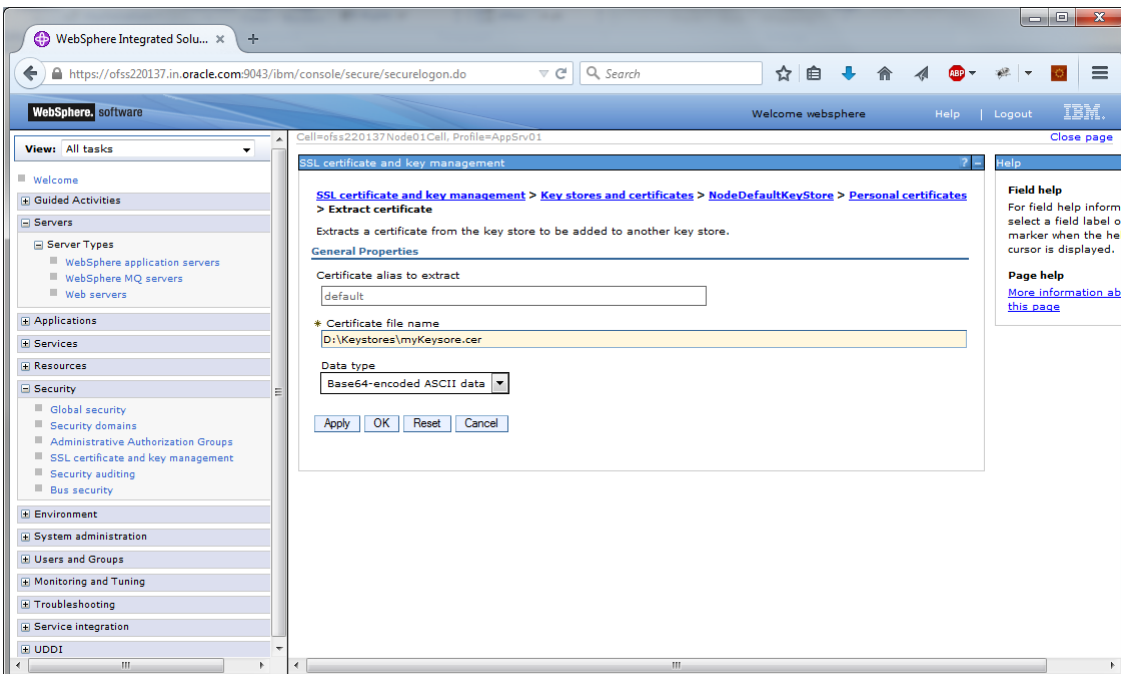 WebSphere Integrated Solu... × +
https://ofss220137.in.oracle.com:9043/ibm/console/secure/securelogon.do
Search
ABP
WebSphere. software
Welcome websphere
Help | Logout
IBM.
View: All tasks
Welcome
Guided Activities
Servers
Server Types
WebSphere application servers
WebSphere MQ servers
Web servers
Applications
Services
Resources
Security
Global security
Security domains
Administrative Authorization Groups
SSL certificate and key management
Security auditing
Bus security
Environment
System administration
Users and Groups
Monitoring and Tuning
Troubleshooting
Service integration
UDDI
Cell=ofss220137Node01Cell, Profile=AppSrv01
Close page
SSL certificate and key management
? -
SSL certificate and key management > Key stores and certificates > NodeDefaultKeyStore > Personal certificates
> Extract certificate
Extracts a certificate from the key store to be added to another key store.
General Properties
Certificate alias to extract
default
* Certificate file name
D:\Keystores\myKeysore.cer
Data type
Base64-encoded ASCII data
Apply OK Reset Cancel
Help
Field help
For field help inform
select a field label o
marker when the he
cursor is displayed.
Page help
More information ab
this page